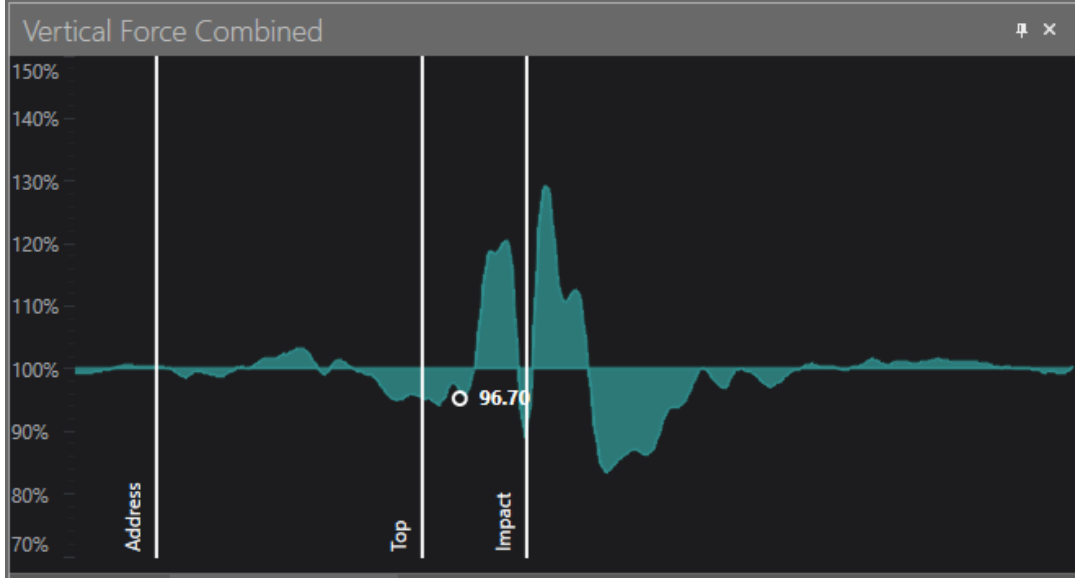 Vertical Force Combined
150%
140%
130%
120%
110%
100%
96.70
90%
80%
70%
Address
Top
Impact